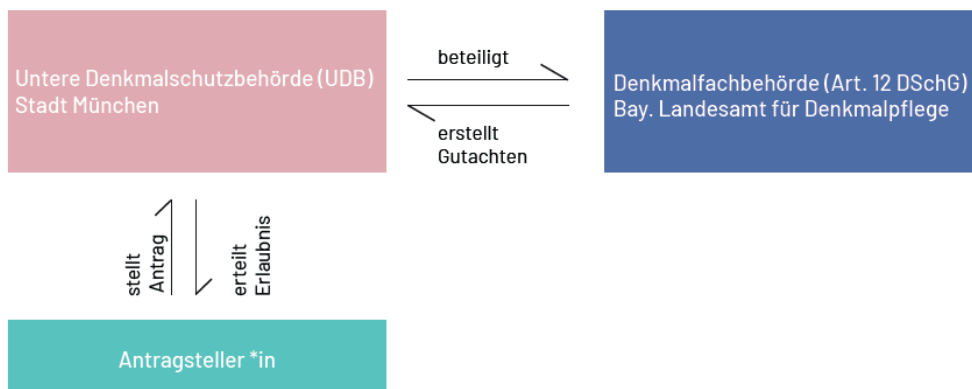 Untere Denkmalschutzbehörde (UDB)
Stadt München
beteiligt
erstellt
Gutachten
Denkmalfachbehörde (Art. 12 DSchG)
Bay. Landesamt für Denkmalpflege
stellt
Antrag
erteilt
Erlaubnis
Antragsteller *in